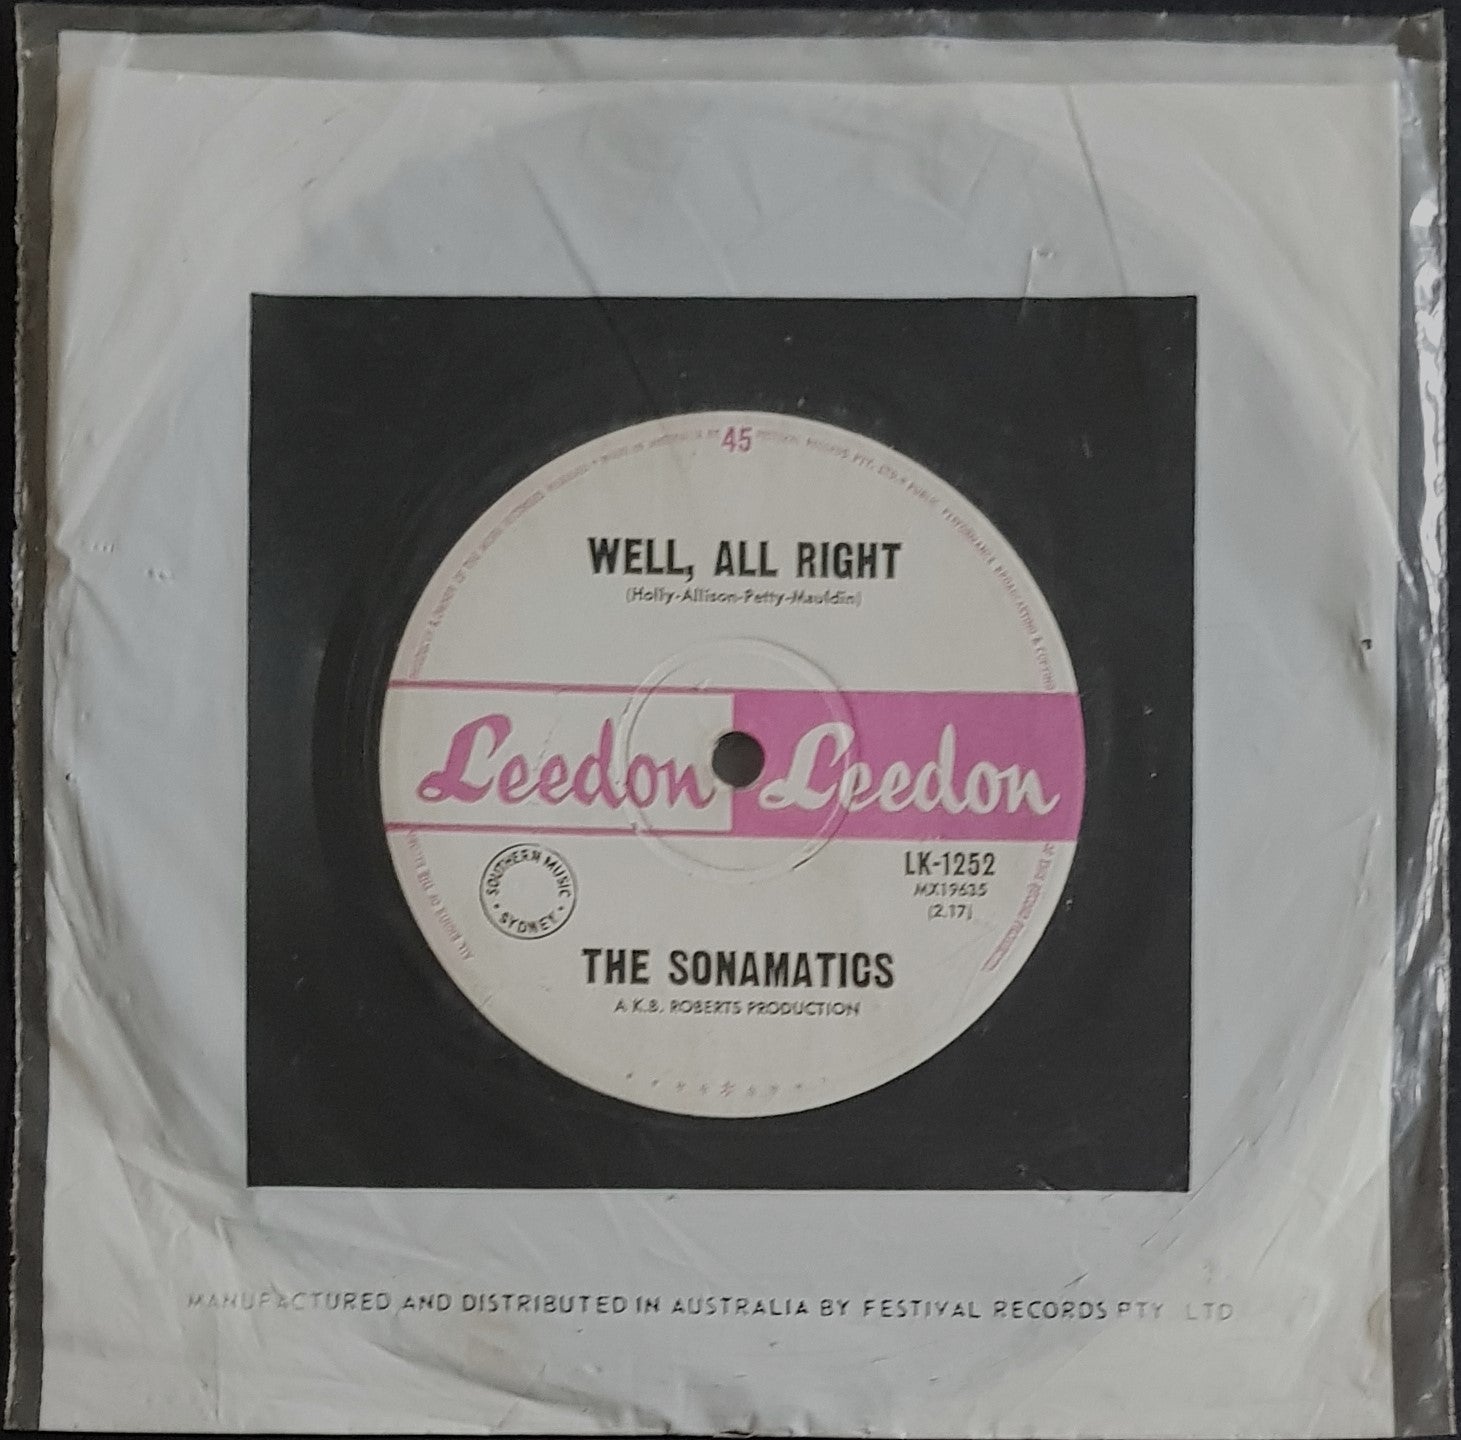 45
WELL, ALL RIGHT
(Holly-Allison-Petty-Mauldin)
Leedon Leedon
SOUTHERN MUSIC
• SYDNEY •
LK-1252
MX19635
(2.17)
THE SONAMATICS
A K.B. ROBERTS PRODUCTION
MANUFACTURED AND DISTRIBUTED IN AUSTRALIA BY FESTIVAL RECORDS PTY LTD